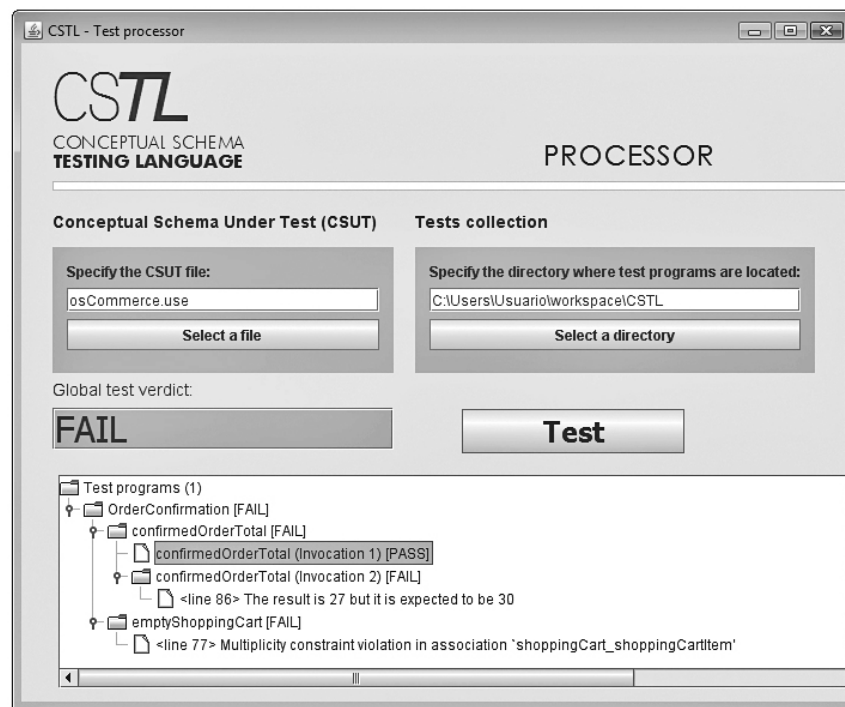 CSTL - Test processor
CSTL
CONCEPTUAL SCHEMA
TESTING LANGUAGE
PROCESSOR
Conceptual Schema Under Test (CSUT)
Tests collection
Specify the CSUT file:
Specify the directory where test programs are located:
osCommerce.use
C:\Users\Usuario\workspace\CSTL
Select a file
Select a directory
Global test verdict:
FAIL
Test
Test programs (1)
OrderConfirmation [FAIL]
confirmedOrderTotal [FAIL]
confirmedOrderTotal (Invocation 1) [PASS]
confirmedOrderTotal (Invocation 2) [FAIL]
<line 86> The result is 27 but it is expected to be 30
emptyShoppingCart [FAIL]
<line 77> Multiplicity constraint violation in association `shoppingCart_shoppingCartItem'